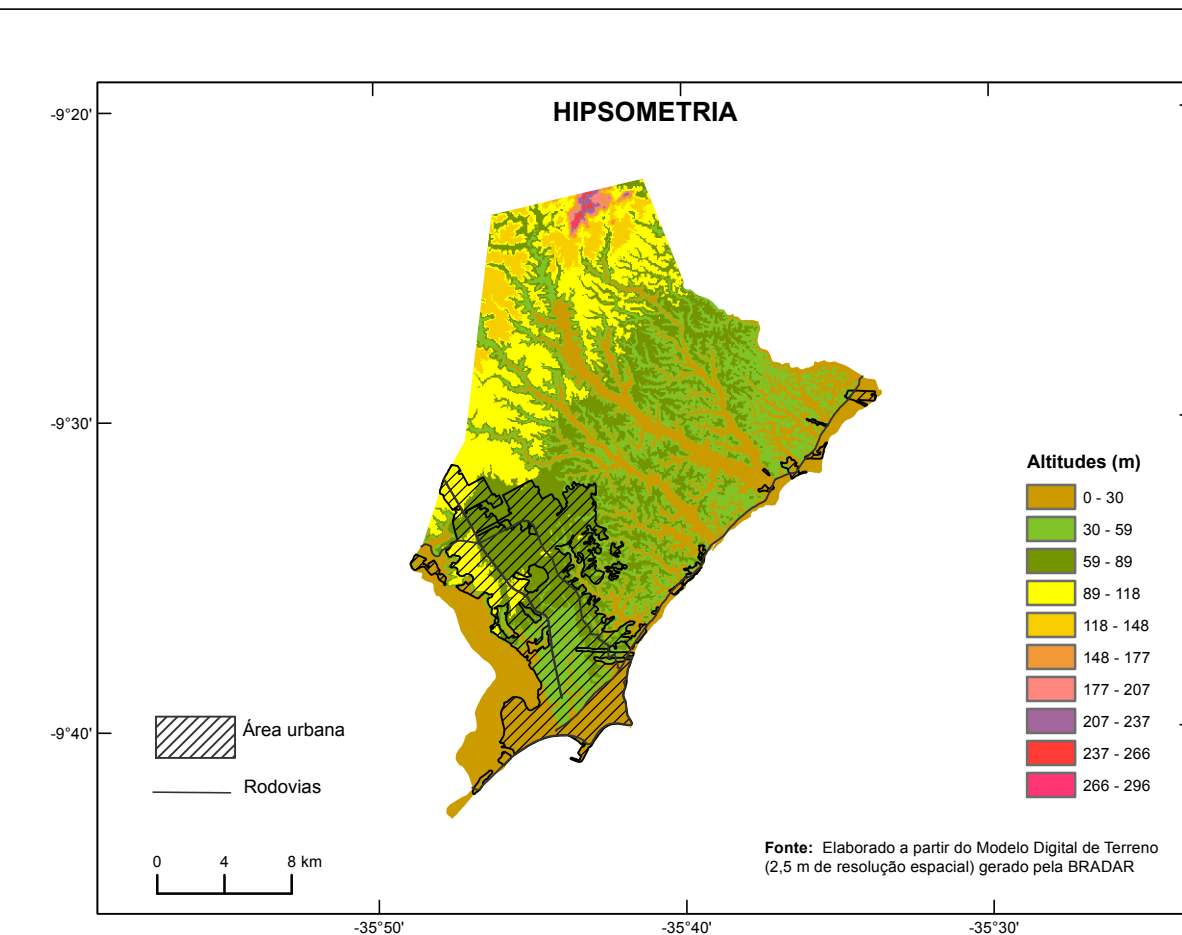 HIPSOMETRIA
-9°20'
-9°30'
-9°40'
Altitudes (m)
0 - 30
30 - 59
59 - 89
89 - 118
118 - 148
148 - 177
177 - 207
207 - 237
237 - 266
266 - 296
Área urbana
Rodovias
0 4 8 km
Fonte: Elaborado a partir do Modelo Digital de Terreno
(2,5 m de resolução espacial) gerado pela BRADAR
-35°50' -35°40' -35°30'